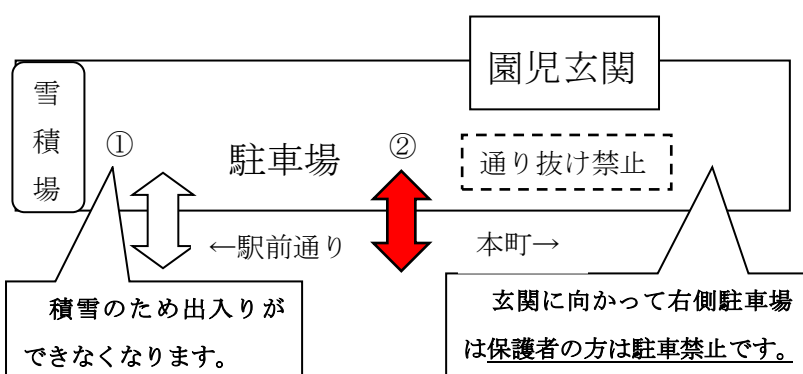 園児玄関
雪
積
場
①
駐車場
②
通り抜け禁止
←駅前通り
本町→
積雪のため出入りが
できなくなります。
玄関に向かって右側駐車場
は保護者の方は駐車禁止です。